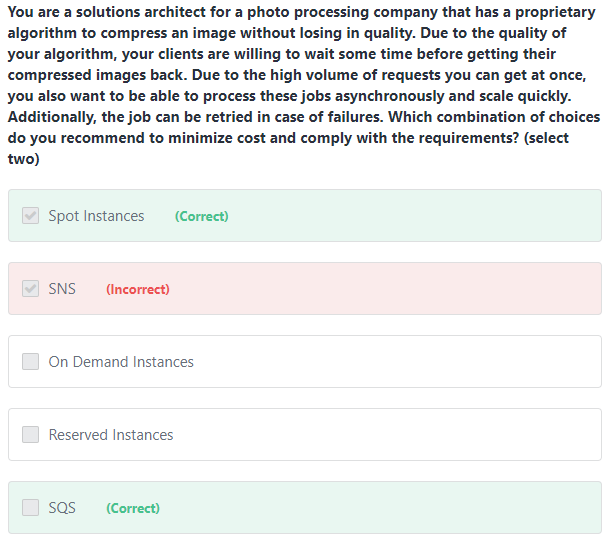 You are a solutions architect for a photo processing company that has a proprietary
algorithm to compress an image without losing in quality. Due to the quality of
your algorithm, your clients are willing to wait some time before getting their
compressed images back. Due to the high volume of requests you can get at once,
you also want to be able to process these jobs asynchronously and scale quickly.
Additionally, the job can be retried in case of failures. Which combination of choices
do you recommend to minimize cost and comply with the requirements? (select
two)
Spot Instances (Correct)
SNS (Incorrect)
On Demand Instances
Reserved Instances
SQS (Correct)